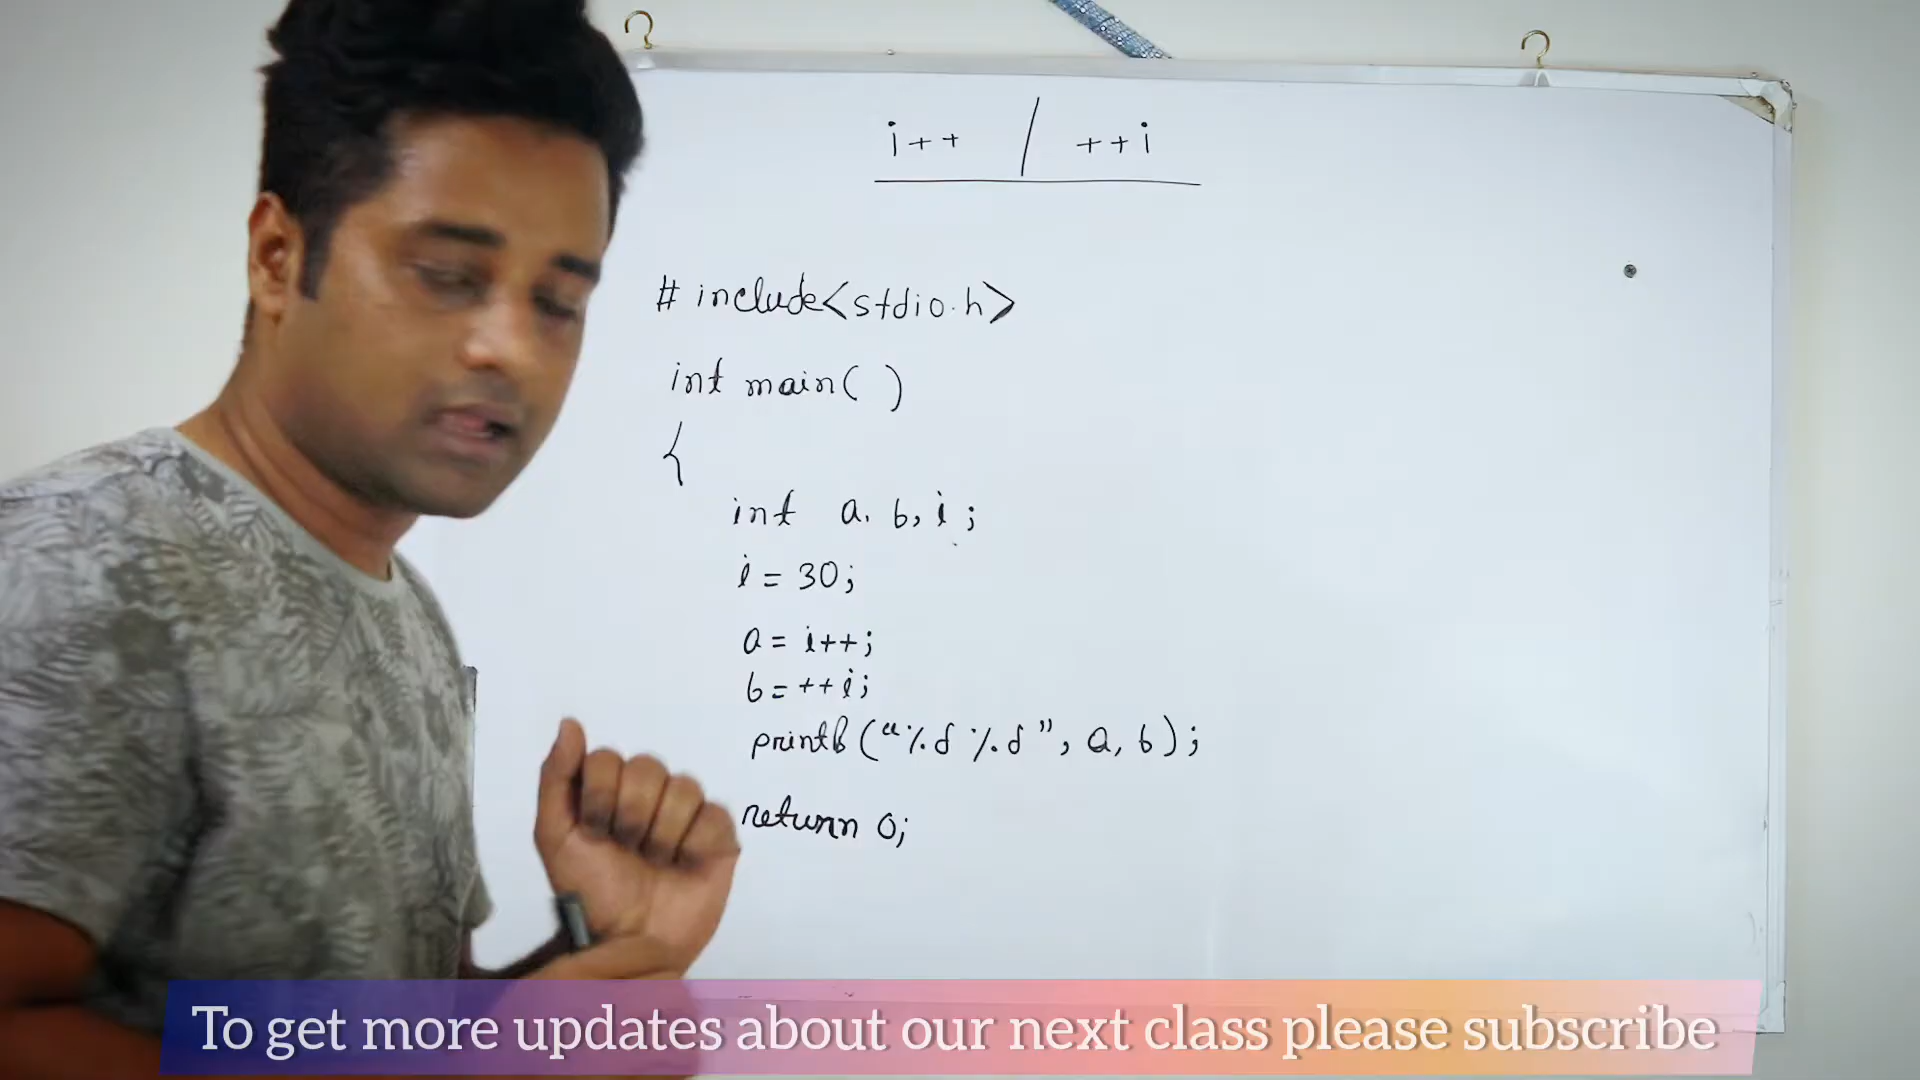 i++ / ++i
# include<stdio.h>
int main( )
{
int a, b, i ;
i = 30;
a = i++;
b = ++i;
printf ("%d %d", a, b);
return 0;
To get more updates about our next class please subscribe